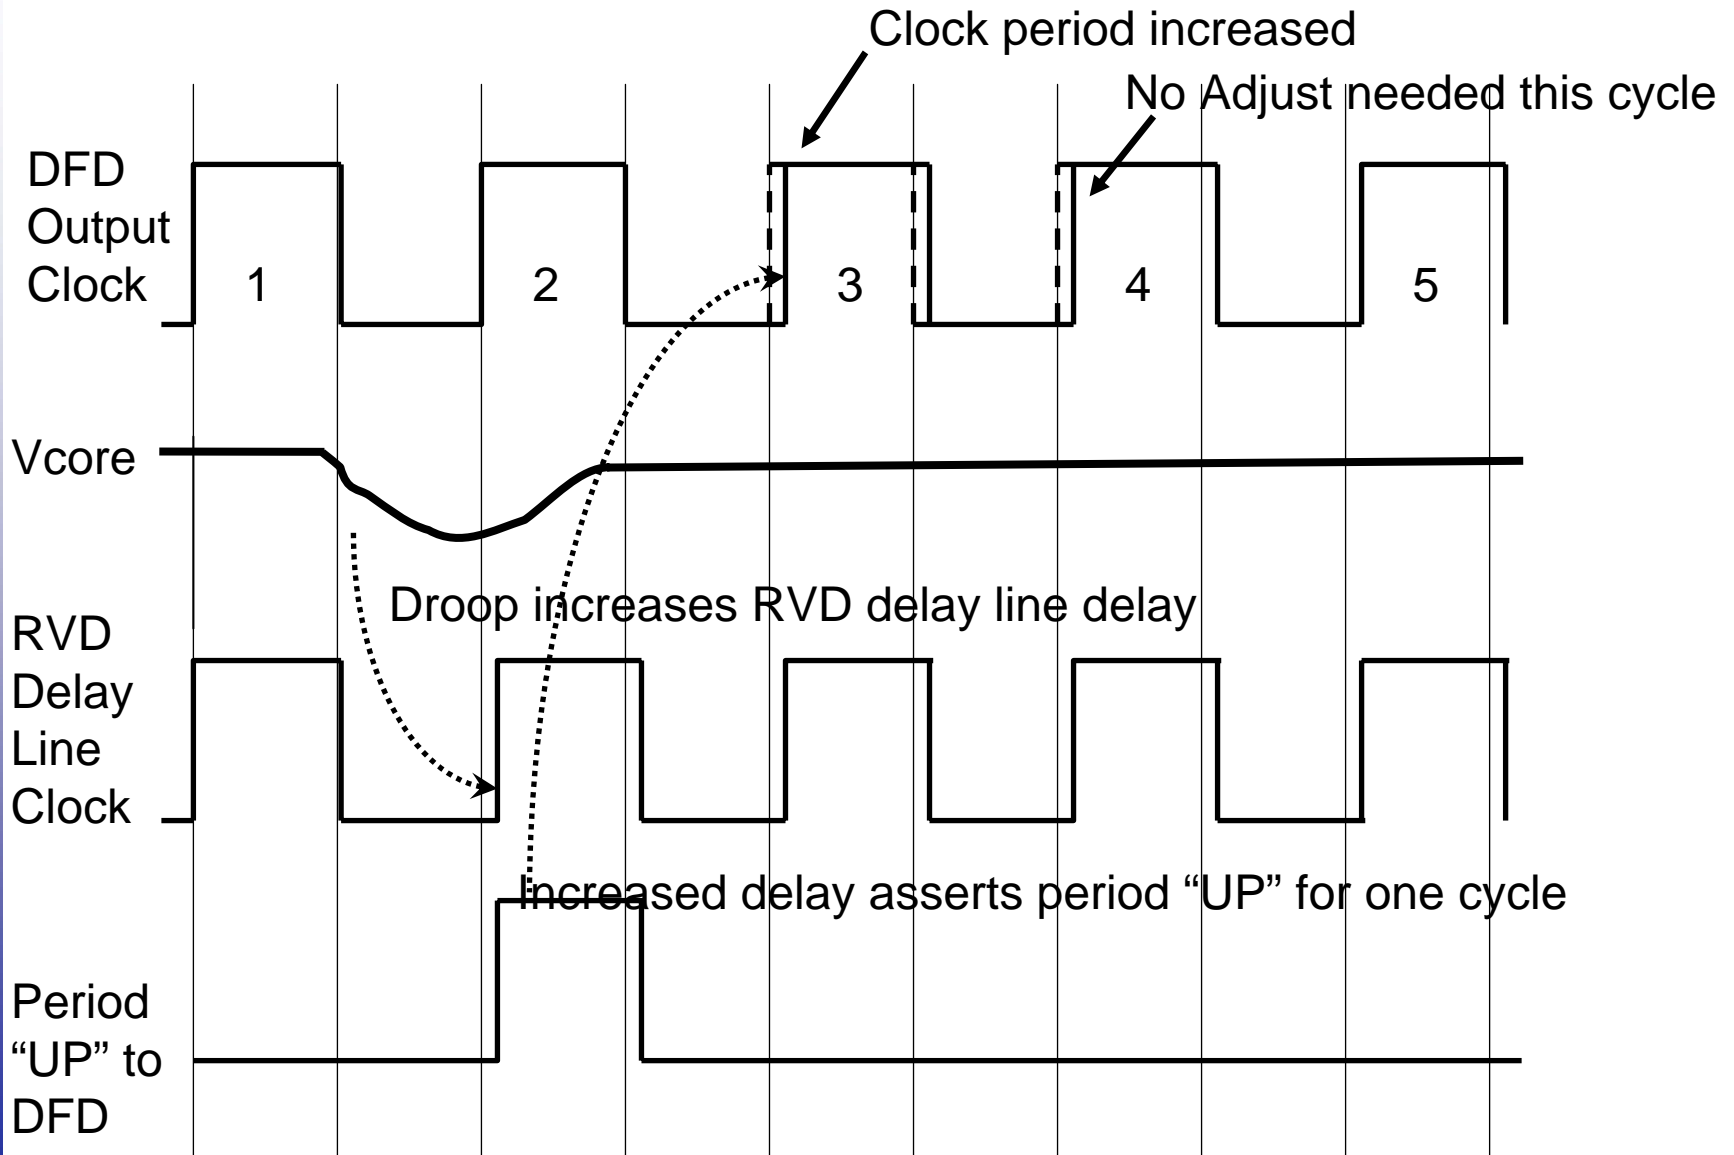 Clock period increased
No Adjust needed this cycle
DFD
Output
Clock
1
2
3
4
5
Vcore
Droop increases RVD delay line delay
RVD
Delay
Line
Clock
Increased delay asserts period “UP” for one cycle
Period
“UP” to
DFD